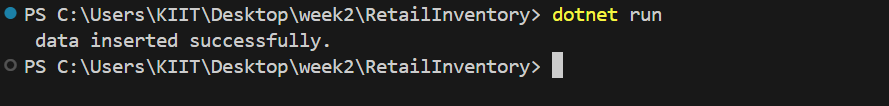 PS C:\Users\KIIT\Desktop\week2\RetailInventory> dotnet run
 data inserted successfully.
PS C:\Users\KIIT\Desktop\week2\RetailInventory>